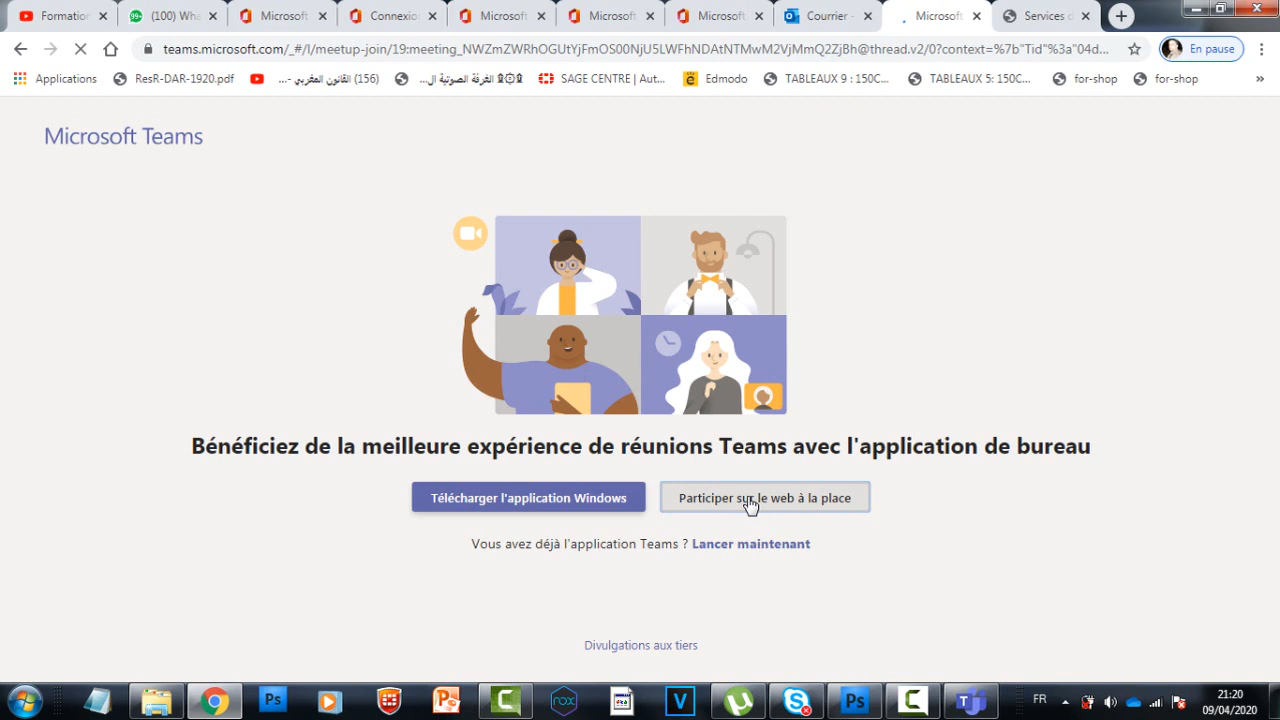 Formation
(100) Wha
Microsoft
Connexio
Microsoft
Microsoft
Microsoft
Courrier -
Microsoft
Services d
teams.microsoft.com/_#/l/meetup-join/19:meeting_NWZmZWRhOGUtYjFmOS00NjU5LWFhNDAtNTMwM2VjMmQ2ZjBh@thread.v2/0?context=%7b"Tid"%3a"04d...
En pause
Applications
ResR-DAR-1920.pdf
(156) القانون المغربي -...
الغرفة الصوتية ال...
SAGE CENTRE | Aut...
Edmodo
TABLEAUX 9 : 150C...
TABLEAUX 5: 150C...
for-shop
for-shop
»
Microsoft Teams
Bénéficiez de la meilleure expérience de réunions Teams avec l'application de bureau
Télécharger l'application Windows
Participer sur le web à la place
Vous avez déjà l'application Teams ? Lancer maintenant
Divulgations aux tiers
FR
21:20
09/04/2020